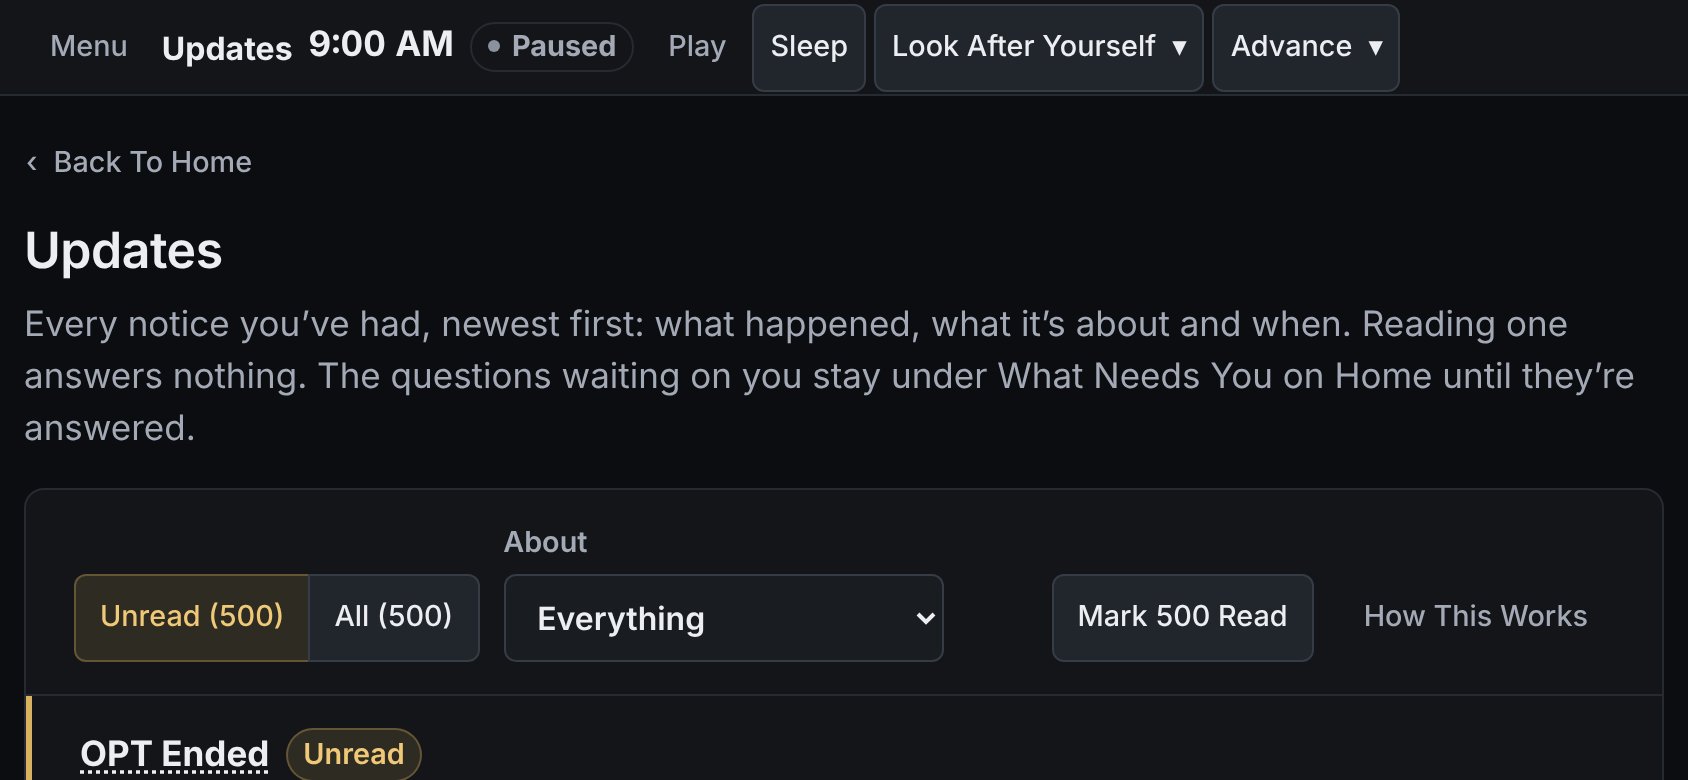 Menu Updates 9:00 AM Paused Play Sleep Look After Yourself ▾ Advance ▾
‹ Back To Home
Updates
Every notice you’ve had, newest first: what happened, what it’s about and when. Reading one
answers nothing. The questions waiting on you stay under What Needs You on Home until they’re
answered.
About
Unread (500) All (500) Everything Mark 500 Read How This Works
OPT Ended Unread